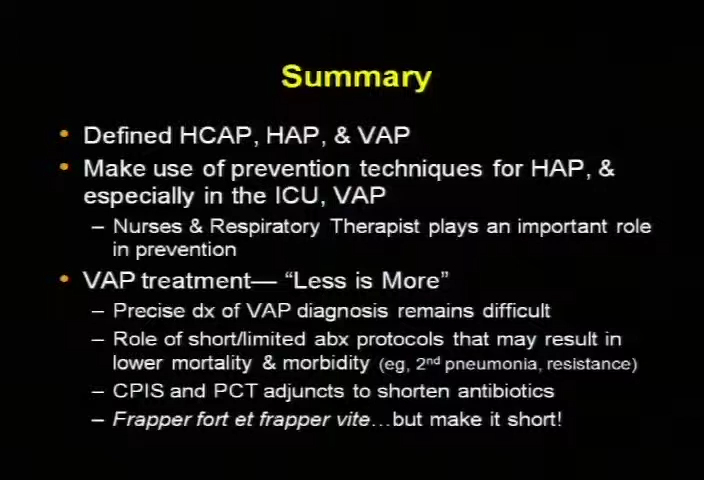 Summary
• Defined HCAP, HAP, & VAP
• Make use of prevention techniques for HAP, &
especially in the ICU, VAP
– Nurses & Respiratory Therapist plays an important role
in prevention
• VAP treatment— “Less is More”
– Precise dx of VAP diagnosis remains difficult
– Role of short/limited abx protocols that may result in
lower mortality & morbidity (eg, 2nd pneumonia, resistance)
– CPIS and PCT adjuncts to shorten antibiotics
– Frapper fort et frapper vite…but make it short!